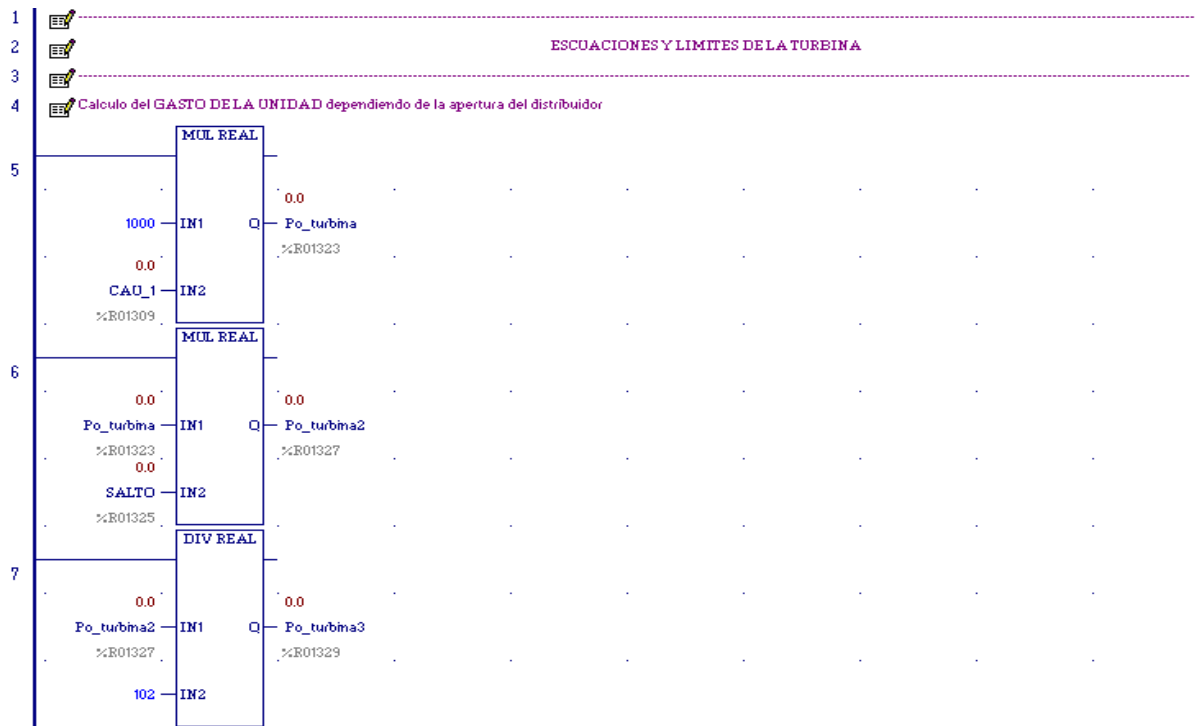 1
2 ESCUACIONES Y LIMITES DE LA TURBINA
3
4 Calculo del GASTO DE LA UNIDAD dependiendo de la apertura del distribuidor
MUL REAL
5
0.0
1000 IN1 Q Po_turbina
%R01323
0.0
CAU_1 IN2
%R01309
MUL REAL
6
0.0 0.0
Po_turbina IN1 Q Po_turbina2
%R01323 %R01327
0.0
SALTO IN2
%R01325
DIV REAL
7
0.0 0.0
Po_turbina2 IN1 Q Po_turbina3
%R01327 %R01329
102 IN2